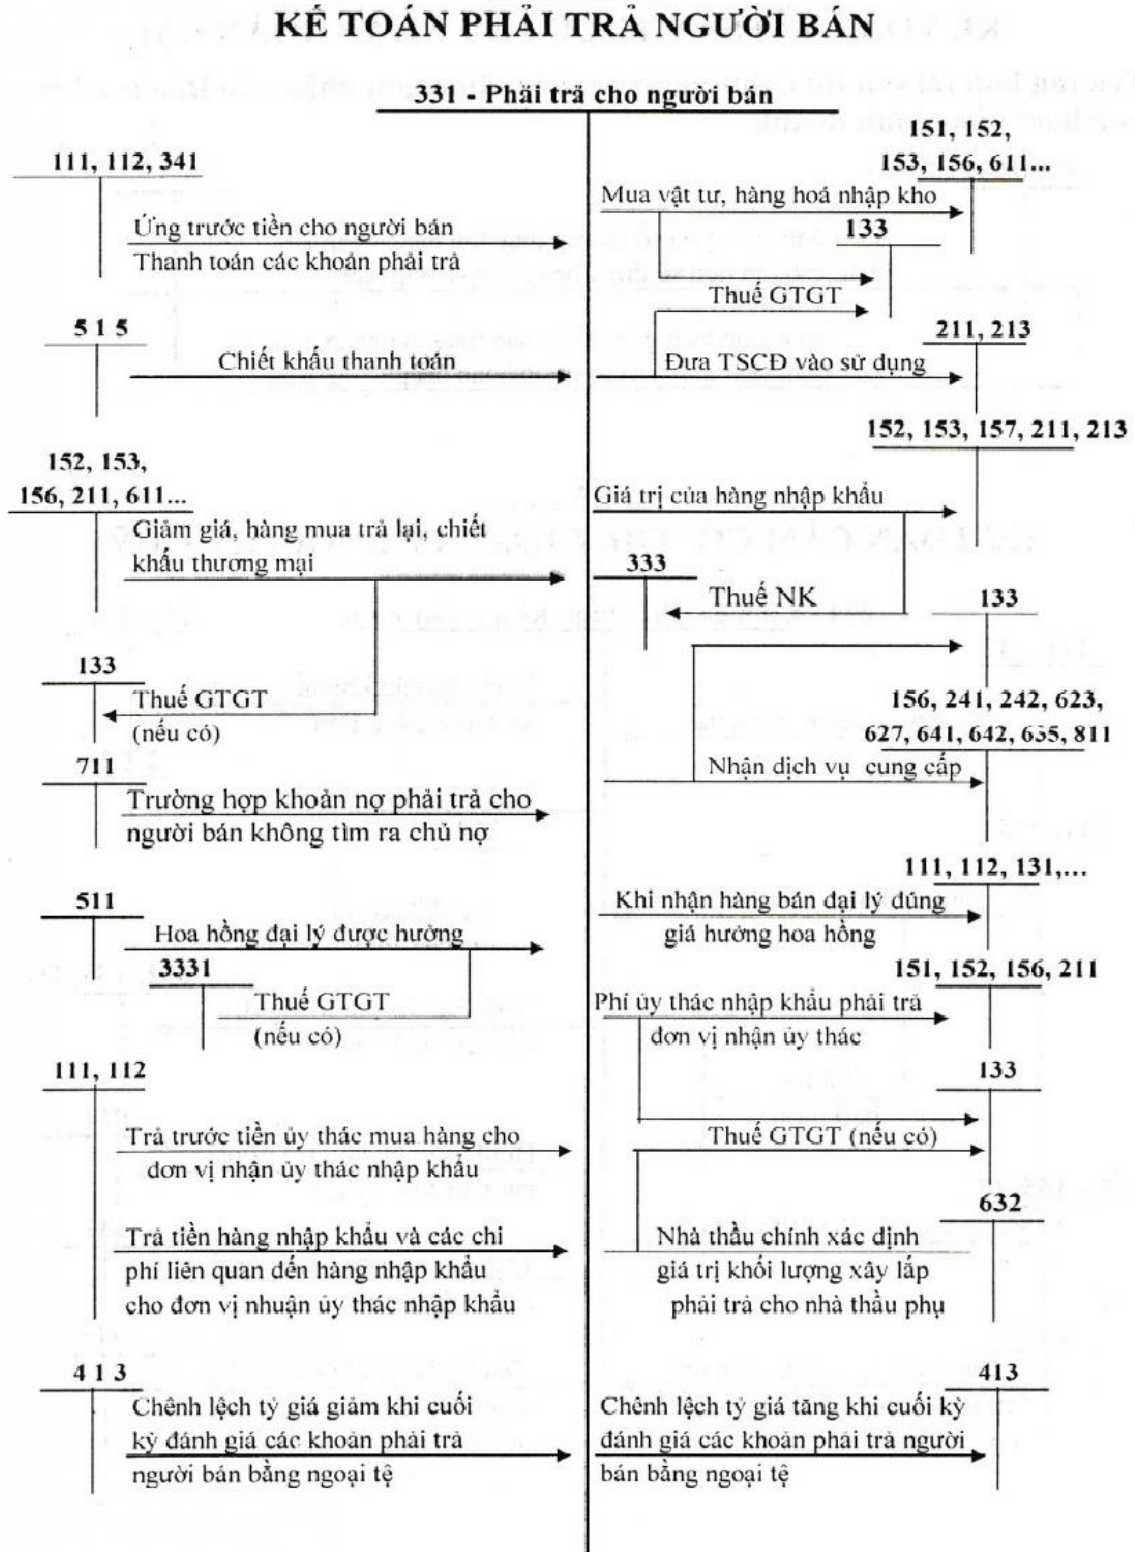 KẾ TOÁN PHẢI TRẢ NGƯỜI BÁN
331 - Phải trả cho người bán
111, 112, 341
Ứng trước tiền cho người bán
Thanh toán các khoản phải trả
5 1 5
Chiết khấu thanh toán
152, 153,
156, 211, 611...
Giảm giá, hàng mua trả lại, chiết
khấu thương mại
133
Thuế GTGT
(nếu có)
711
Trường hợp khoản nợ phải trả cho
người bán không tìm ra chủ nợ
511
Hoa hồng đại lý được hưởng
3331
Thuế GTGT
(nếu có)
111, 112
Trả trước tiền ủy thác mua hàng cho
đơn vị nhận ủy thác nhập khẩu
Trả tiền hàng nhập khẩu và các chi
phí liên quan đến hàng nhập khẩu
cho đơn vị nhuận ủy thác nhập khẩu
4 1 3
Chênh lệch tỷ giá giảm khi cuối
kỳ đánh giá các khoản phải trả
người bán bằng ngoại tệ
151, 152,
153, 156, 611...
Mua vật tư, hàng hoá nhập kho
133
Thuế GTGT
211, 213
Đưa TSCĐ vào sử dụng
152, 153, 157, 211, 213
Giá trị của hàng nhập khẩu
333
Thuế NK
133
156, 241, 242, 623,
627, 641, 642, 635, 811
Nhận dịch vụ cung cấp
111, 112, 131,...
Khi nhận hàng bán đại lý đúng
giá hưởng hoa hồng
151, 152, 156, 211
Phí ủy thác nhập khẩu phải trả
đơn vị nhận ủy thác
133
Thuế GTGT (nếu có)
632
Nhà thầu chính xác định
giá trị khối lượng xây lắp
phải trả cho nhà thầu phụ
413
Chênh lệch tỷ giá tăng khi cuối kỳ
đánh giá các khoản phải trả người
bán bằng ngoại tệ